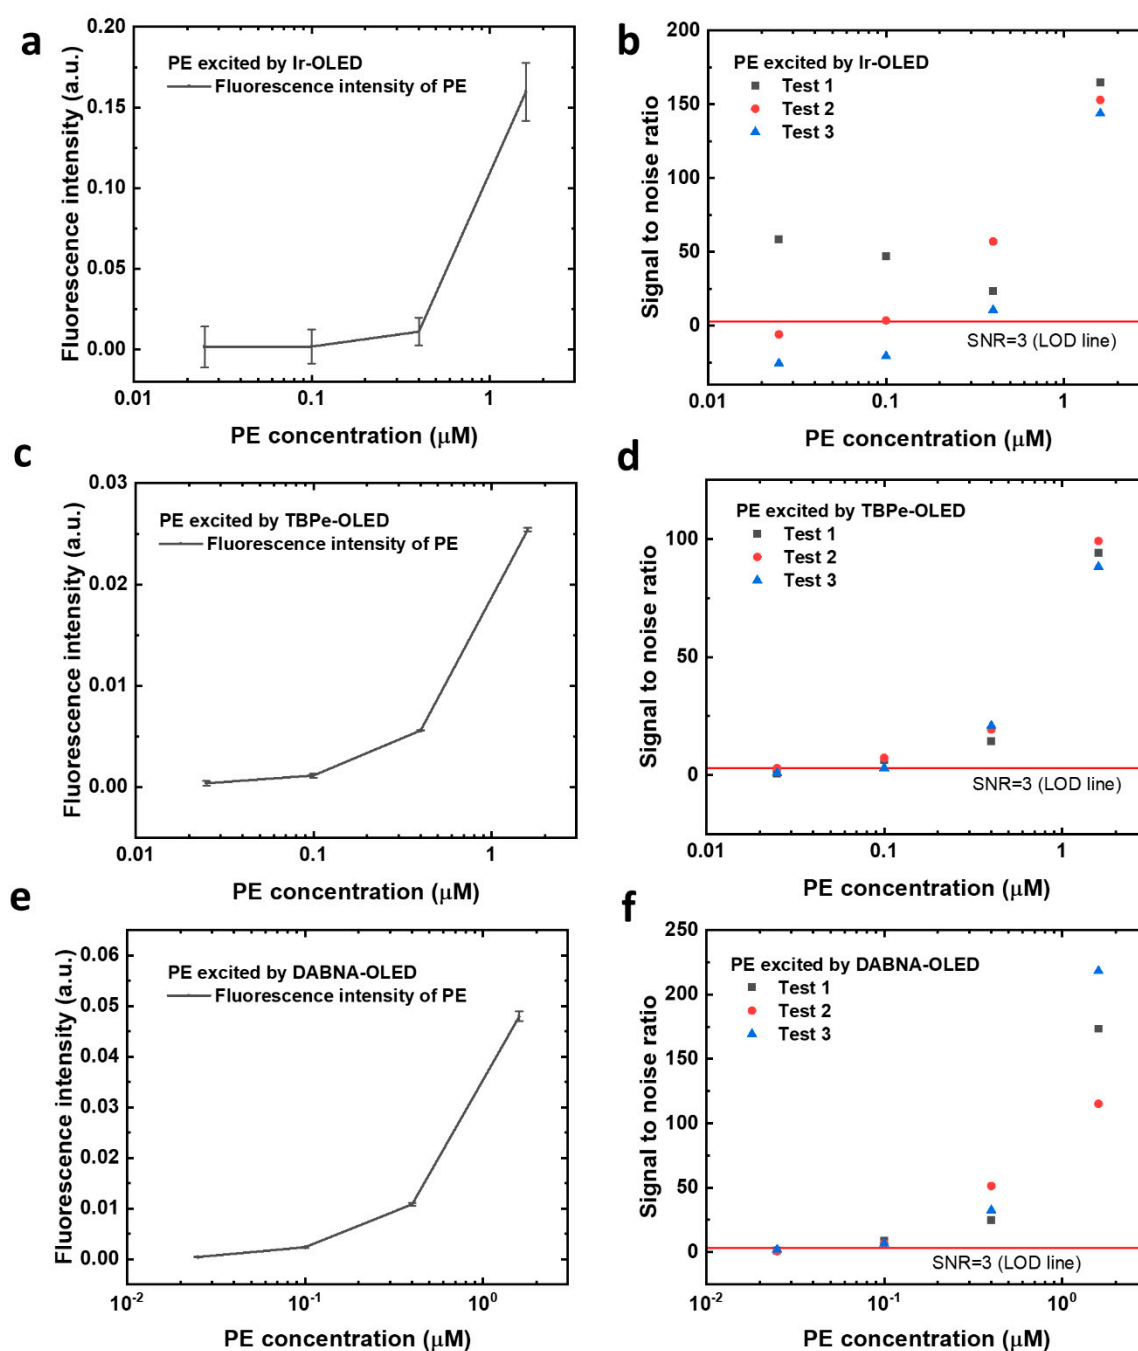 a
0.20
0.15
0.10
0.05
0.00
0.01
0.1
1
Fluorescence intensity (a.u.)
PE excited by Ir-OLED
Fluorescence intensity of PE
PE concentration (μM)
b
200
150
100
50
0
0.01
0.1
1
Signal to noise ratio
PE excited by Ir-OLED
Test 1
Test 2
Test 3
SNR=3 (LOD line)
PE concentration (μM)
c
0.03
0.02
0.01
0.00
0.01
0.1
1
Fluorescence intensity (a.u.)
PE excited by TBPe-OLED
Fluorescence intensity of PE
PE concentration (μM)
d
100
50
0
0.01
0.1
1
Signal to noise ratio
PE excited by TBPe-OLED
Test 1
Test 2
Test 3
SNR=3 (LOD line)
PE concentration (μM)
e
0.06
0.05
0.04
0.03
0.02
0.01
0.00
10⁻²
10⁻¹
10⁰
Fluorescence intensity (a.u.)
PE excited by DABNA-OLED
Fluorescence intensity of PE
PE concentration (μM)
f
250
200
150
100
50
0
10⁻²
10⁻¹
10⁰
Signal to noise ratio
PE excited by DABNA-OLED
Test 1
Test 2
Test 3
SNR=3 (LOD line)
PE concentration (μM)